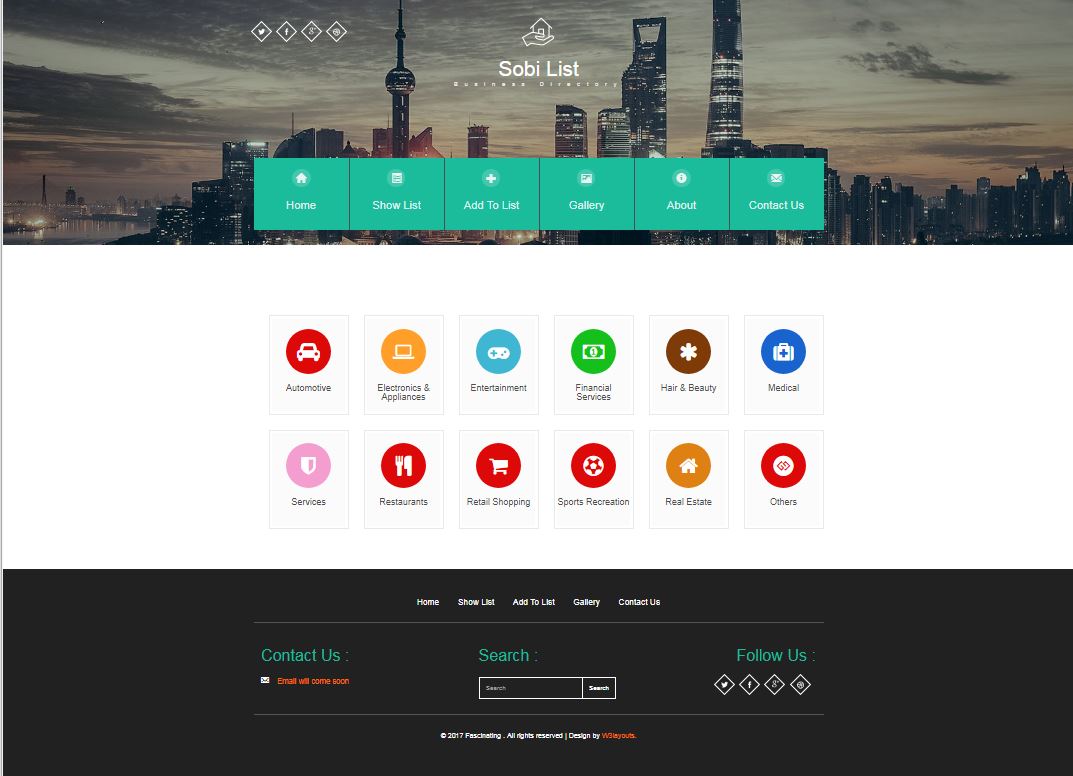 Sobi List
Business Directory
Home
Show List
Add To List
Gallery
About
Contact Us
Automotive
Electronics &
Appliances
Entertainment
Financial
Services
Hair & Beauty
Medical
Services
Restaurants
Retail Shopping
Sports Recreation
Real Estate
Others
Home Show List Add To List Gallery Contact Us
Contact Us :
Email will come soon
Search :
Search Search
Follow Us :
© 2017 Fascinating . All rights reserved | Design by W3layouts.